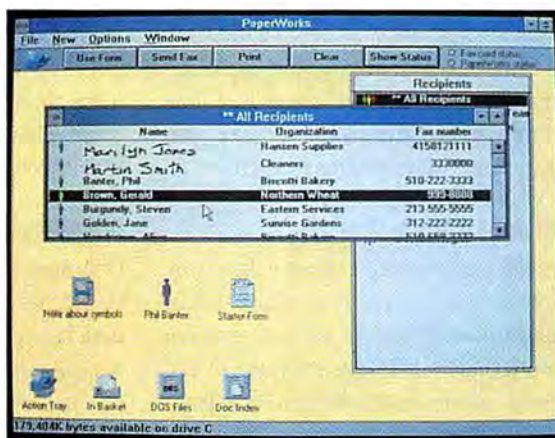 PaperWorks
File New Options Window
Use Form Send Fax Print Clear Show Status Fax card status
PaperWorks status
Recipients
** All Recipients
** All Recipients
Name Organization Fax number
Marilyn Jones Hansen Supplies 4158121111
Martin Smith Cleaners 3330000
Banter, Phil Biscotti Bakery 510-222-3333
Brown, Gerald Northern Wheat 999-8888
Burgundy, Steven Eastern Services 213-555-5555
Golden, Jane Sunrise Gardens 312-222-2222
Note about symbols Phil Banter Starter Form
Action Tray In Basket DOS Files Doc Index
179,404K bytes available on drive C